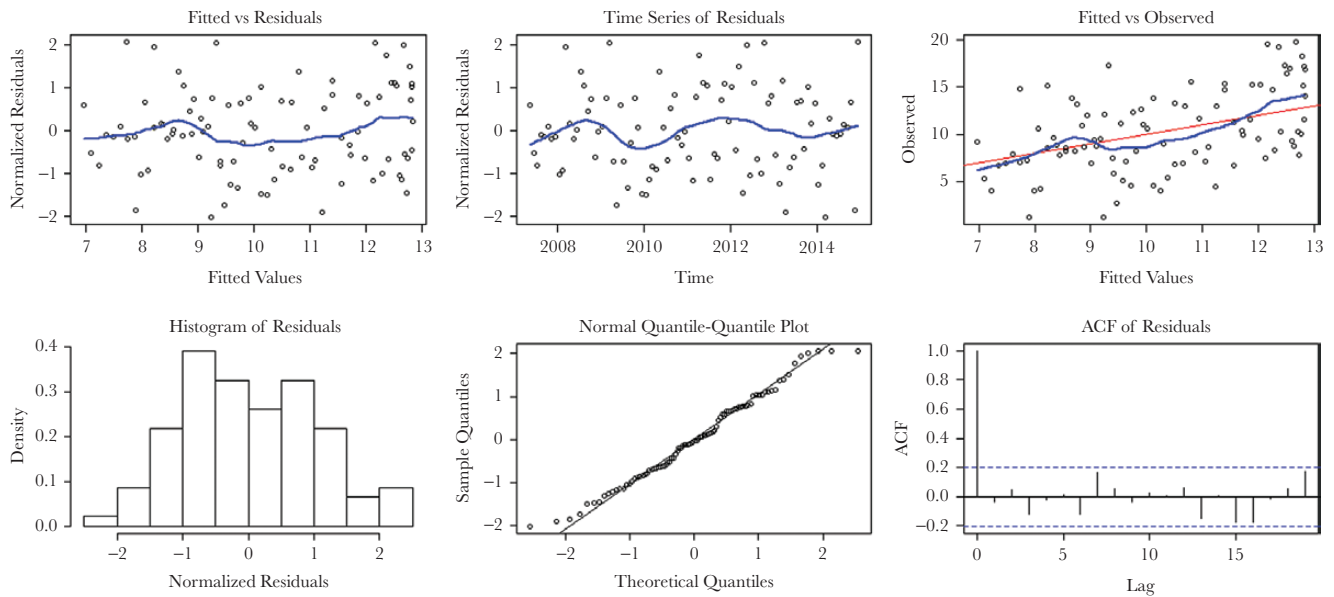 Fitted vs Residuals
Normalized Residuals
2
1
0
−1
−2
7 8 9 10 11 12 13
Fitted Values
Time Series of Residuals
Normalized Residuals
2
1
0
−1
−2
2008 2010 2012 2014
Time
Fitted vs Observed
Observed
20
15
10
5
7 8 9 10 11 12 13
Fitted Values
Histogram of Residuals
Density
0.4
0.3
0.2
0.1
0.0
−2 −1 0 1 2
Normalized Residuals
Normal Quantile-Quantile Plot
Sample Quantiles
2
1
0
−1
−2
−2 −1 0 1 2
Theoretical Quantiles
ACF of Residuals
ACF
1.0
0.8
0.6
0.4
0.2
0.0
−0.2
0 5 10 15
Lag